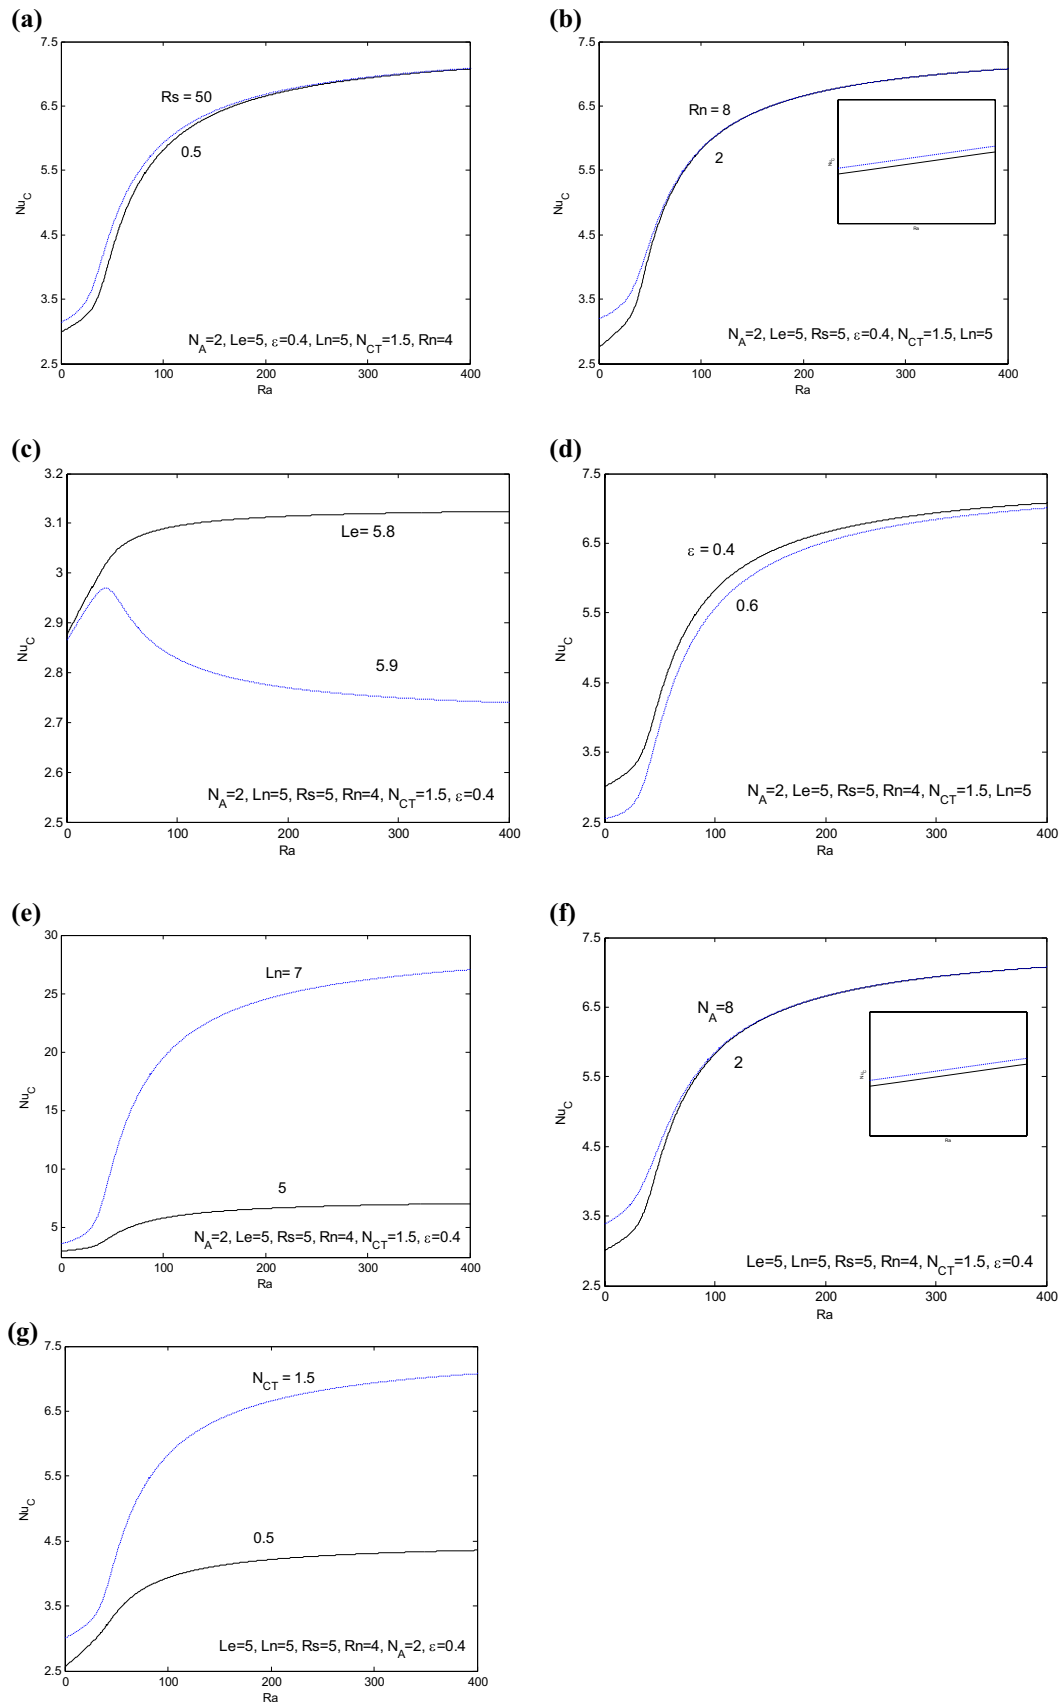 (a)
7.5
6.5
5.5
4.5
3.5
2.5
Nu_C
Rs = 50
0.5
N_A=2, Le=5, ε=0.4, Ln=5, N_CT=1.5, Rn=4
0 100 200 300 400
Ra
(b)
7.5
6.5
5.5
4.5
3.5
2.5
Nu_C
Rn = 8
2
Nu_C
Ra
N_A=2, Le=5, Rs=5, ε=0.4, N_CT=1.5, Ln=5
0 100 200 300 400
Ra
(c)
3.2
3.1
3
2.9
2.8
2.7
2.6
2.5
Nu_C
Le= 5.8
5.9
N_A=2, Ln=5, Rs=5, Rn=4, N_CT=1.5, ε=0.4
0 100 200 300 400
Ra
(d)
7.5
6.5
5.5
4.5
3.5
2.5
Nu_C
ε = 0.4
0.6
N_A=2, Le=5, Rs=5, Rn=4, N_CT=1.5, Ln=5
0 100 200 300 400
Ra
(e)
30
25
20
15
10
5
Nu_C
Ln= 7
5
N_A=2, Le=5, Rs=5, Rn=4, N_CT=1.5, ε=0.4
0 100 200 300 400
Ra
(f)
7.5
6.5
5.5
4.5
3.5
2.5
Nu_C
N_A=8
2
Nu_C
Ra
Le=5, Ln=5, Rs=5, Rn=4, N_CT=1.5, ε=0.4
0 100 200 300 400
Ra
(g)
7.5
6.5
5.5
4.5
3.5
2.5
Nu_C
N_CT = 1.5
0.5
Le=5, Ln=5, Rs=5, Rn=4, N_A=2, ε=0.4
0 100 200 300 400
Ra